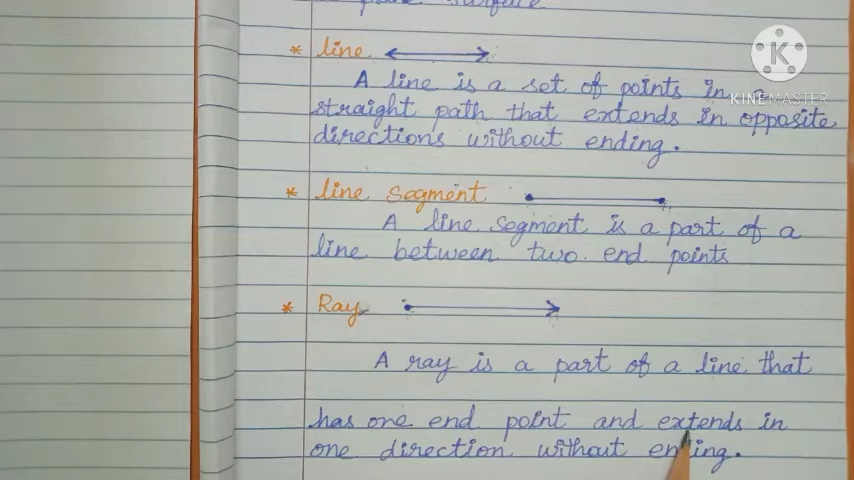 plane surface
* line
A line is a set of points in a
straight path that extends in opposite
directions without ending.
* line segment
A line segment is a part of a
line between two end points
* Ray
A ray is a part of a line that
has one end point and extends in
one direction without ending.
K
KINEMASTER